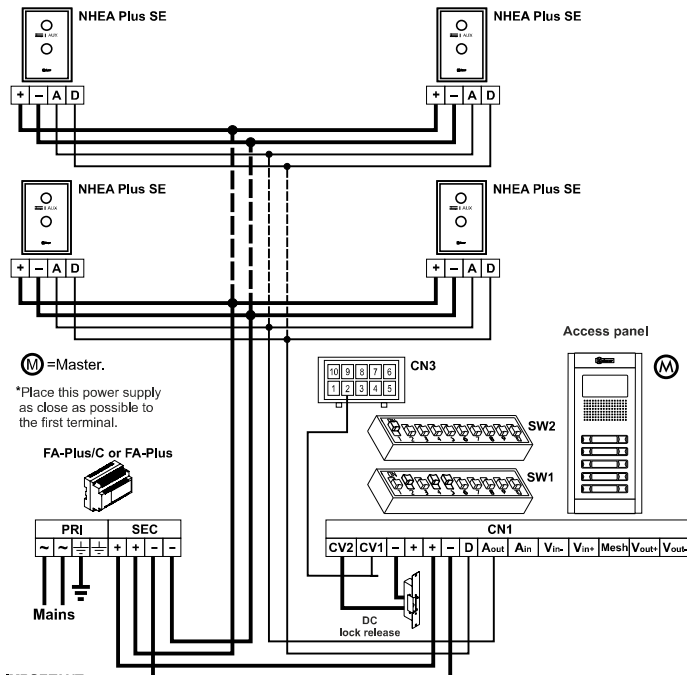 NHEA Plus SE
NHEA Plus SE
AUX
AUX
+ – A D
+ – A D
NHEA Plus SE
NHEA Plus SE
AUX
AUX
+ – A D
+ – A D
Access panel
M =Master.
M
*Place this power supply
as close as possible to
the first terminal.
CN3
10 9 8 7 6
1 2 3 4 5
SW2
FA-Plus/C or FA-Plus
SW1
PRI SEC
CN1
~ ~ + + – –
CV2 CV1 – + + – D Aout Ain Vin- Vin+ Mesh Vout+ Vout-
Mains
DC
lock release